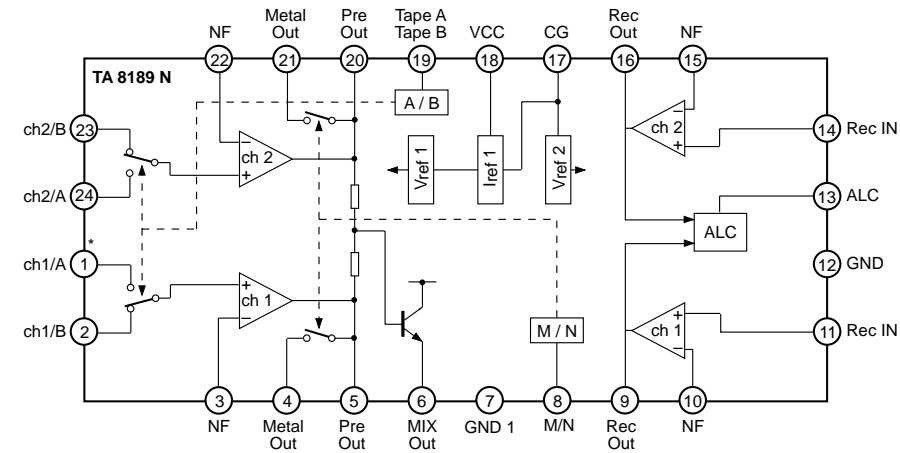 Metal Pre Tape A Rec
NF Out Out Tape B VCC CG Out NF
22 21 20 19 18 17 16 15
TA 8189 N
A / B
ch2/B 23 ch 2 − + Vref 1 Iref 1 Vref 2 ch 2 − + 14 Rec IN
ch2/A 24 13 ALC
ALC
*
ch1/A 1 12 GND
ch1/B 2 + − ch 1 M / N + − ch 1 11 Rec IN
3 4 5 6 7 8 9 10
NF Metal Pre MIX GND 1 M/N Rec NF
Out Out Out Out